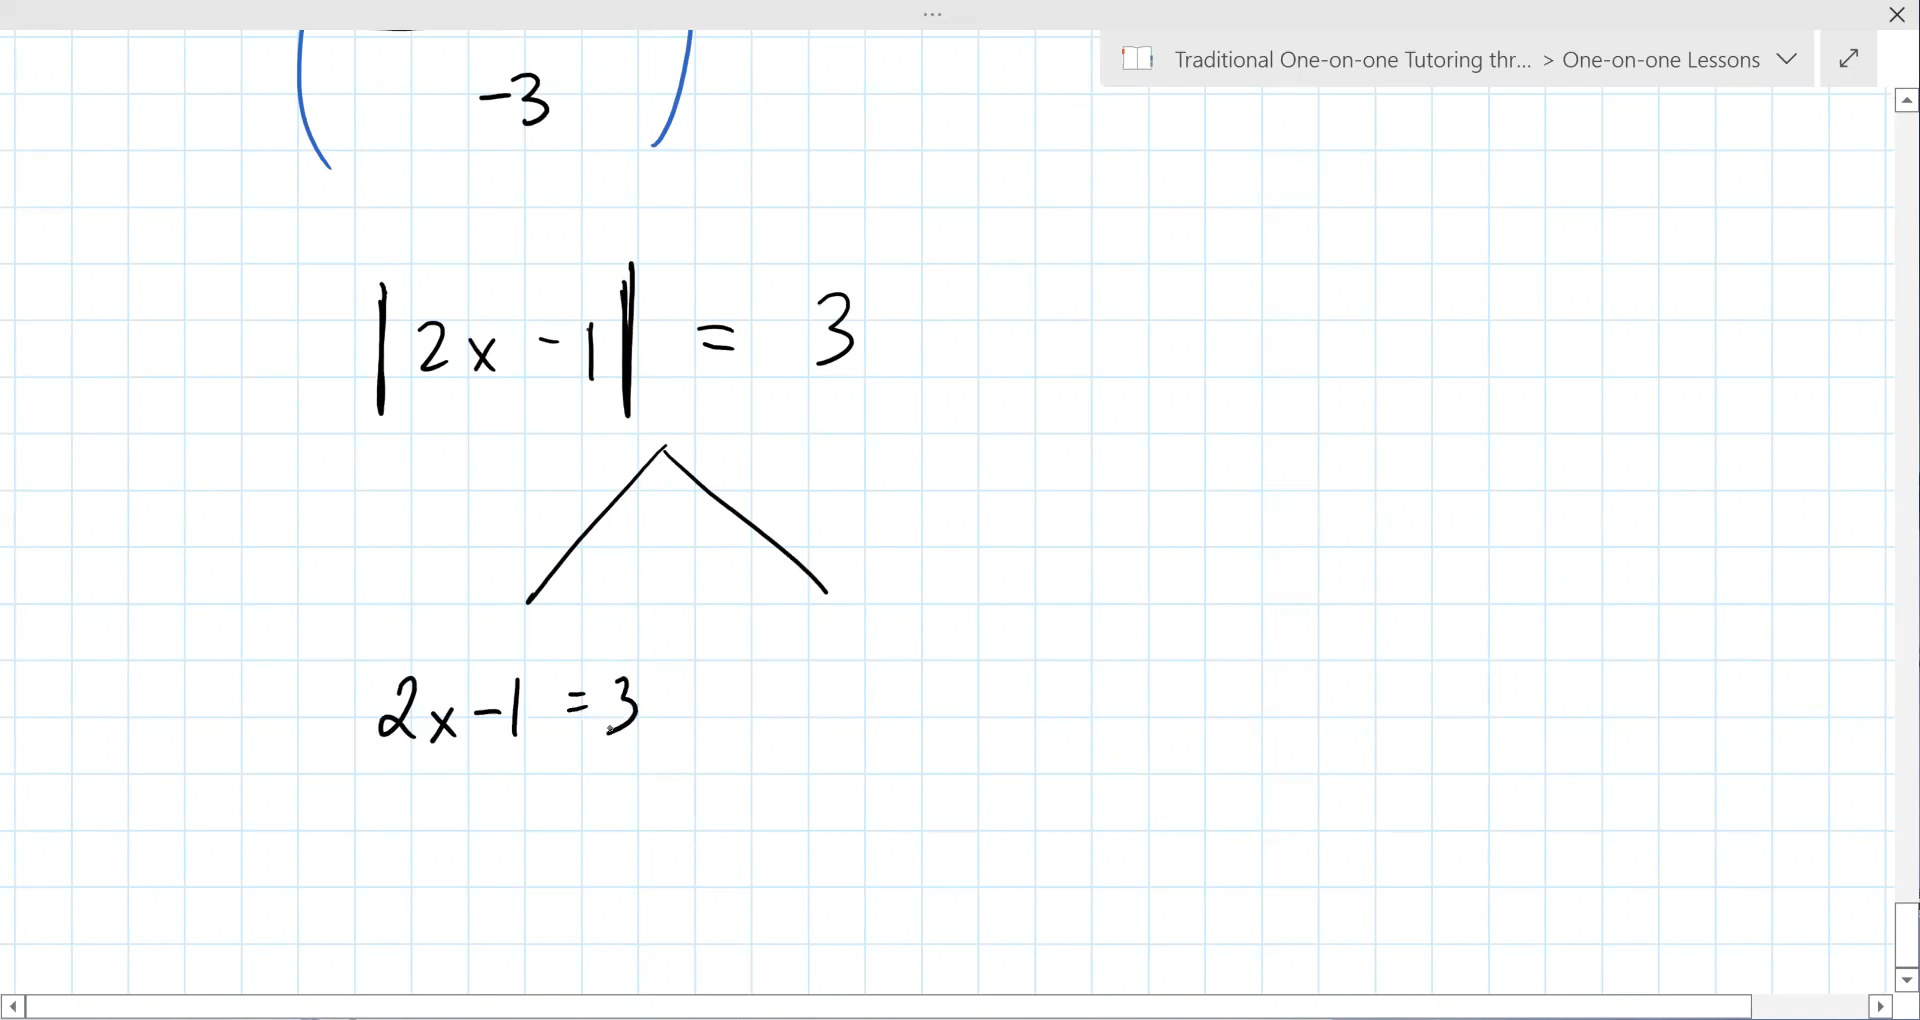 ...
Traditional One-on-one Tutoring thr... > One-on-one Lessons
-3
|2x - 1| = 3
2x - 1 = 3